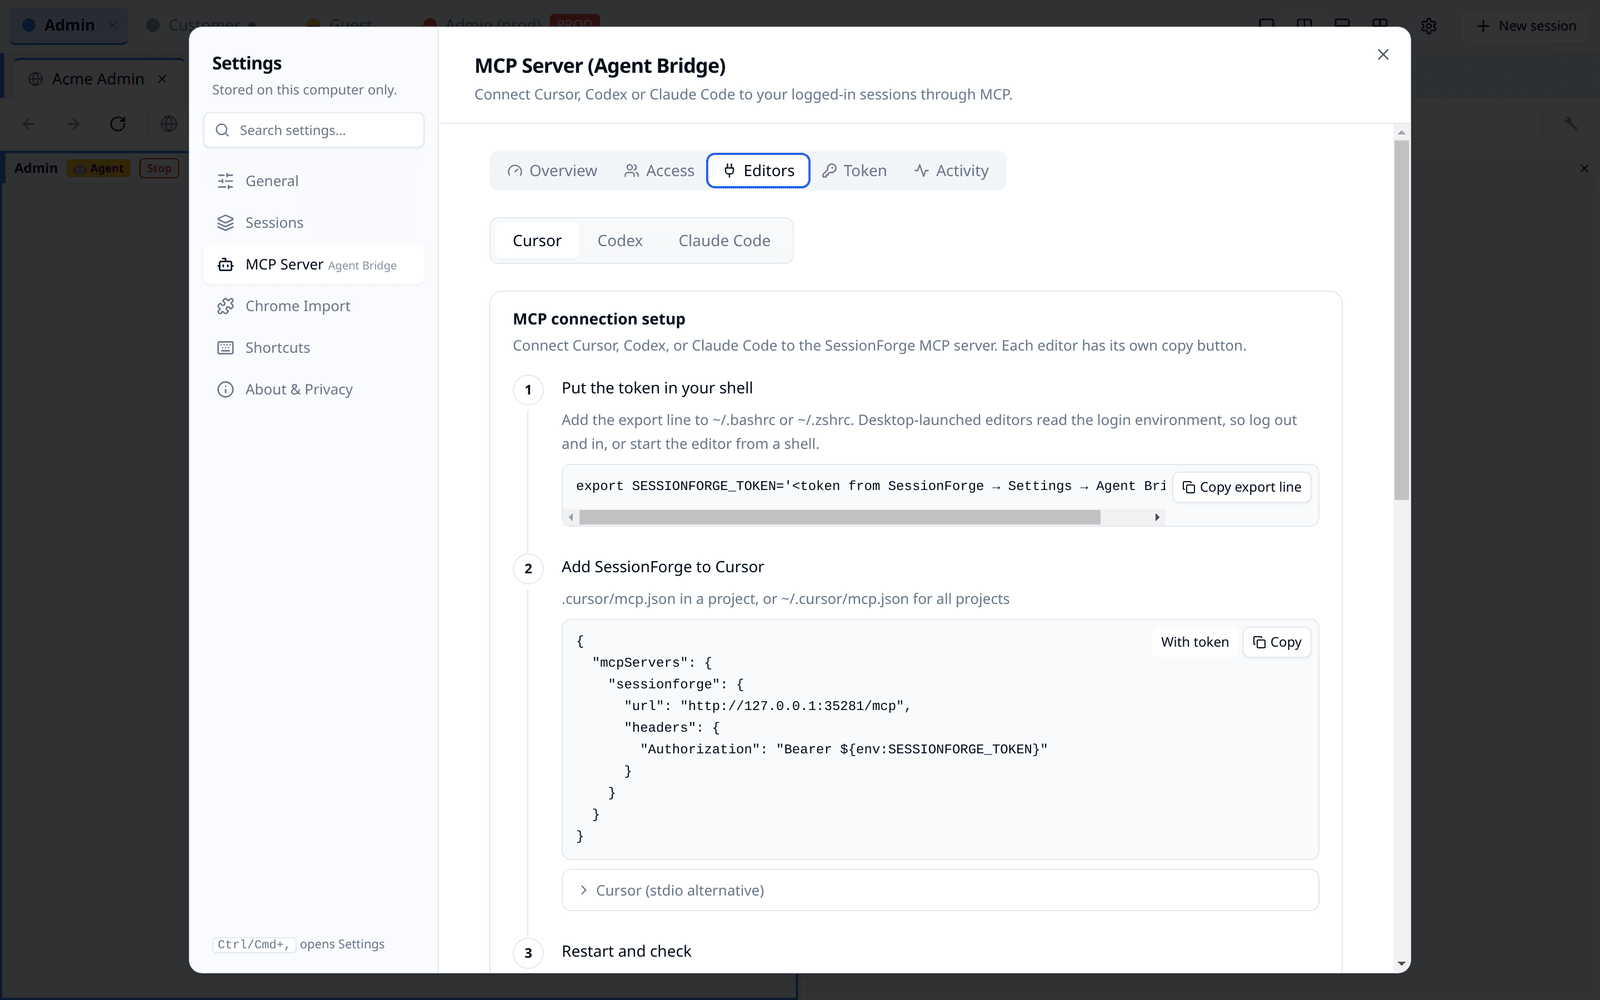 Admin
Customer
Guest
Admin (prod)
PROD
New session
Acme Admin
Admin
Agent
Stop
Settings
Stored on this computer only.
Search settings...
General
Sessions
MCP Server Agent Bridge
Chrome Import
Shortcuts
About & Privacy
Ctrl/Cmd+, opens Settings
MCP Server (Agent Bridge)
Connect Cursor, Codex or Claude Code to your logged-in sessions through MCP.
Overview
Access
Editors
Token
Activity
Cursor
Codex
Claude Code
MCP connection setup
Connect Cursor, Codex, or Claude Code to the SessionForge MCP server. Each editor has its own copy button.
1
Put the token in your shell
Add the export line to ~/.bashrc or ~/.zshrc. Desktop-launched editors read the login environment, so log out
and in, or start the editor from a shell.
export SESSIONFORGE_TOKEN='<token from SessionForge → Settings → Agent Bri
Copy export line
2
Add SessionForge to Cursor
.cursor/mcp.json in a project, or ~/.cursor/mcp.json for all projects
With token
Copy
{
  "mcpServers": {
    "sessionforge": {
      "url": "http://127.0.0.1:35281/mcp",
      "headers": {
        "Authorization": "Bearer ${env:SESSIONFORGE_TOKEN}"
      }
    }
  }
}
Cursor (stdio alternative)
3
Restart and check